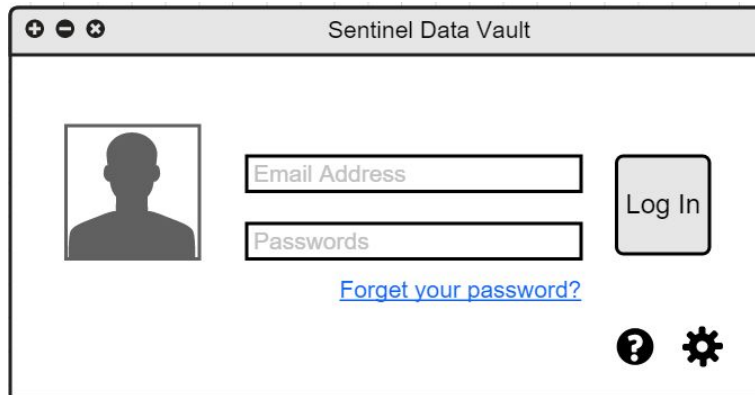 Sentinel Data Vault
Email Address
Log In
Passwords
Forget your password?
?